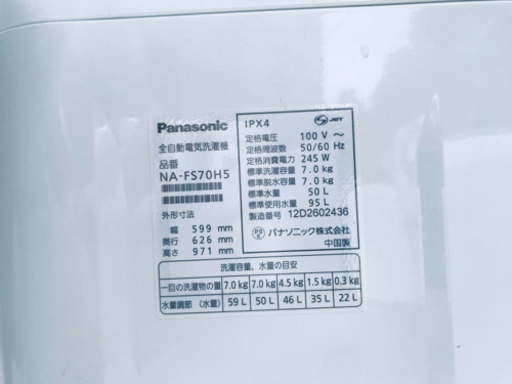 Panasonic
全自動電気洗濯機
品番
NA-FS70H5
外形寸法
幅 599 mm
奥行 626 mm
高さ 971 mm
IPX4
JET
定格電圧 100 V ~
定格周波数 50/60 Hz
定格消費電力 245 W
標準洗濯容量 7.0 kg
標準脱水容量 7.0 kg
標準水量 50 L
標準使用水量 95 L
製造番号 12D2602436
PSE パナソニック株式会社
中国製
洗濯容量、水量の目安
一回の洗濯物の量 7.0 kg 7.0 kg 4.5 kg 1.5 kg 0.3 kg
水量調節 (水量) 59 L 50 L 46 L 35 L 22 L